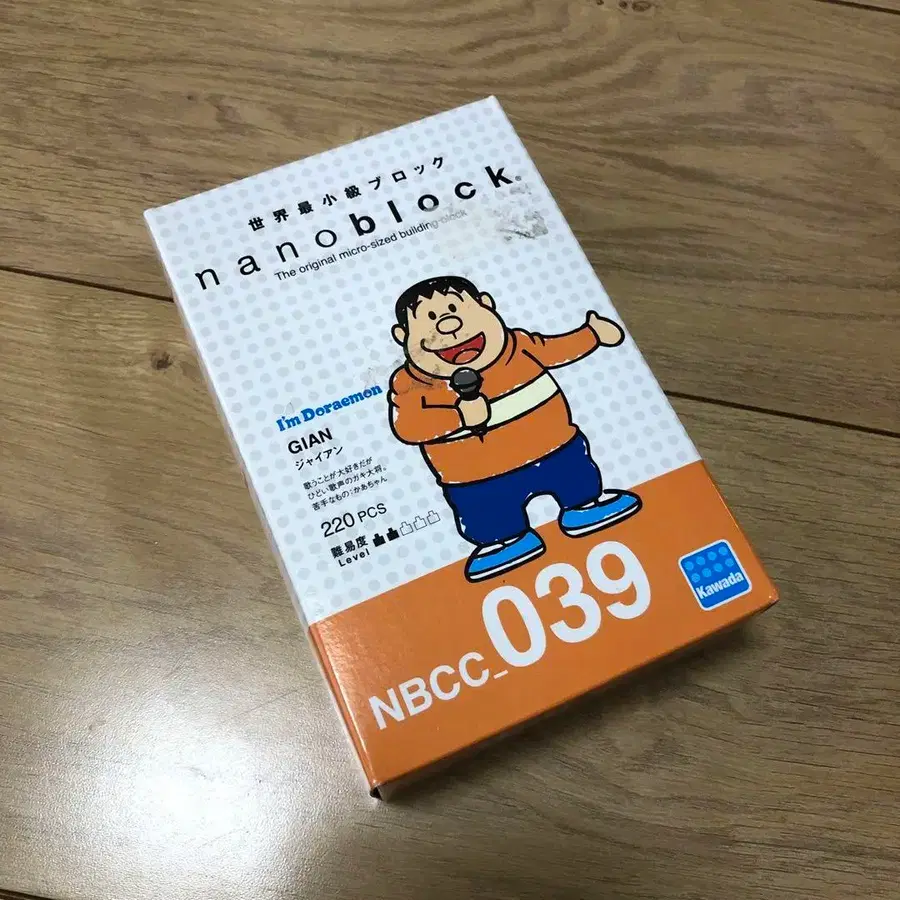 世界最小級ブロック
nanoblock®
The original micro-sized building block
I'm Doraemon
GIAN
ジャイアン
歌うことが大好きだが
ひどい歌声のガキ大将。
苦手なもの:かあちゃん
220 PCS
難易度
Level
NBCC_039
Kawada